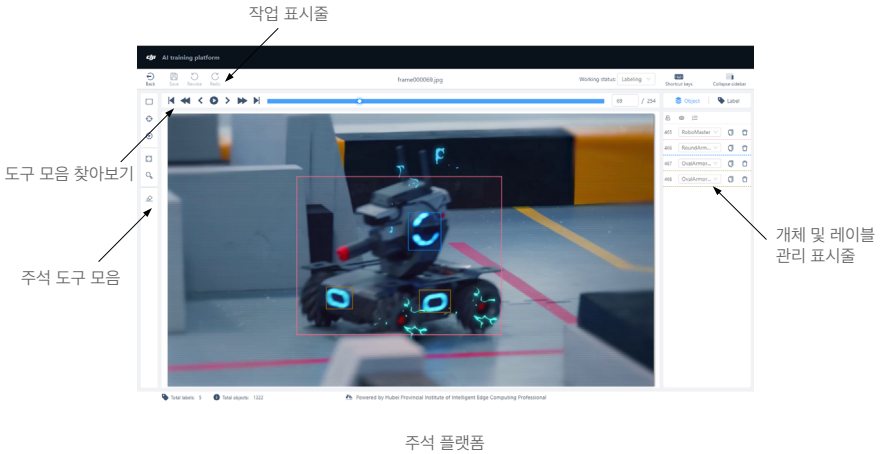 작업 표시줄
dji AI training platform
Back Save Revoke Redo frame000069.jpg Working status: Labeling Shortcut keys Collapse sidebar
69 / 254 Object Label
465 RoboMaster
466 RoundArm...
467 OvalArmor...
468 OvalArmor...
도구 모음 찾아보기
주석 도구 모음
개체 및 레이블
관리 표시줄
Total labels: 5 Total objects: 1222 Powered by Hubei Provincial Institute of Intelligent Edge Computing Professional
주석 플랫폼